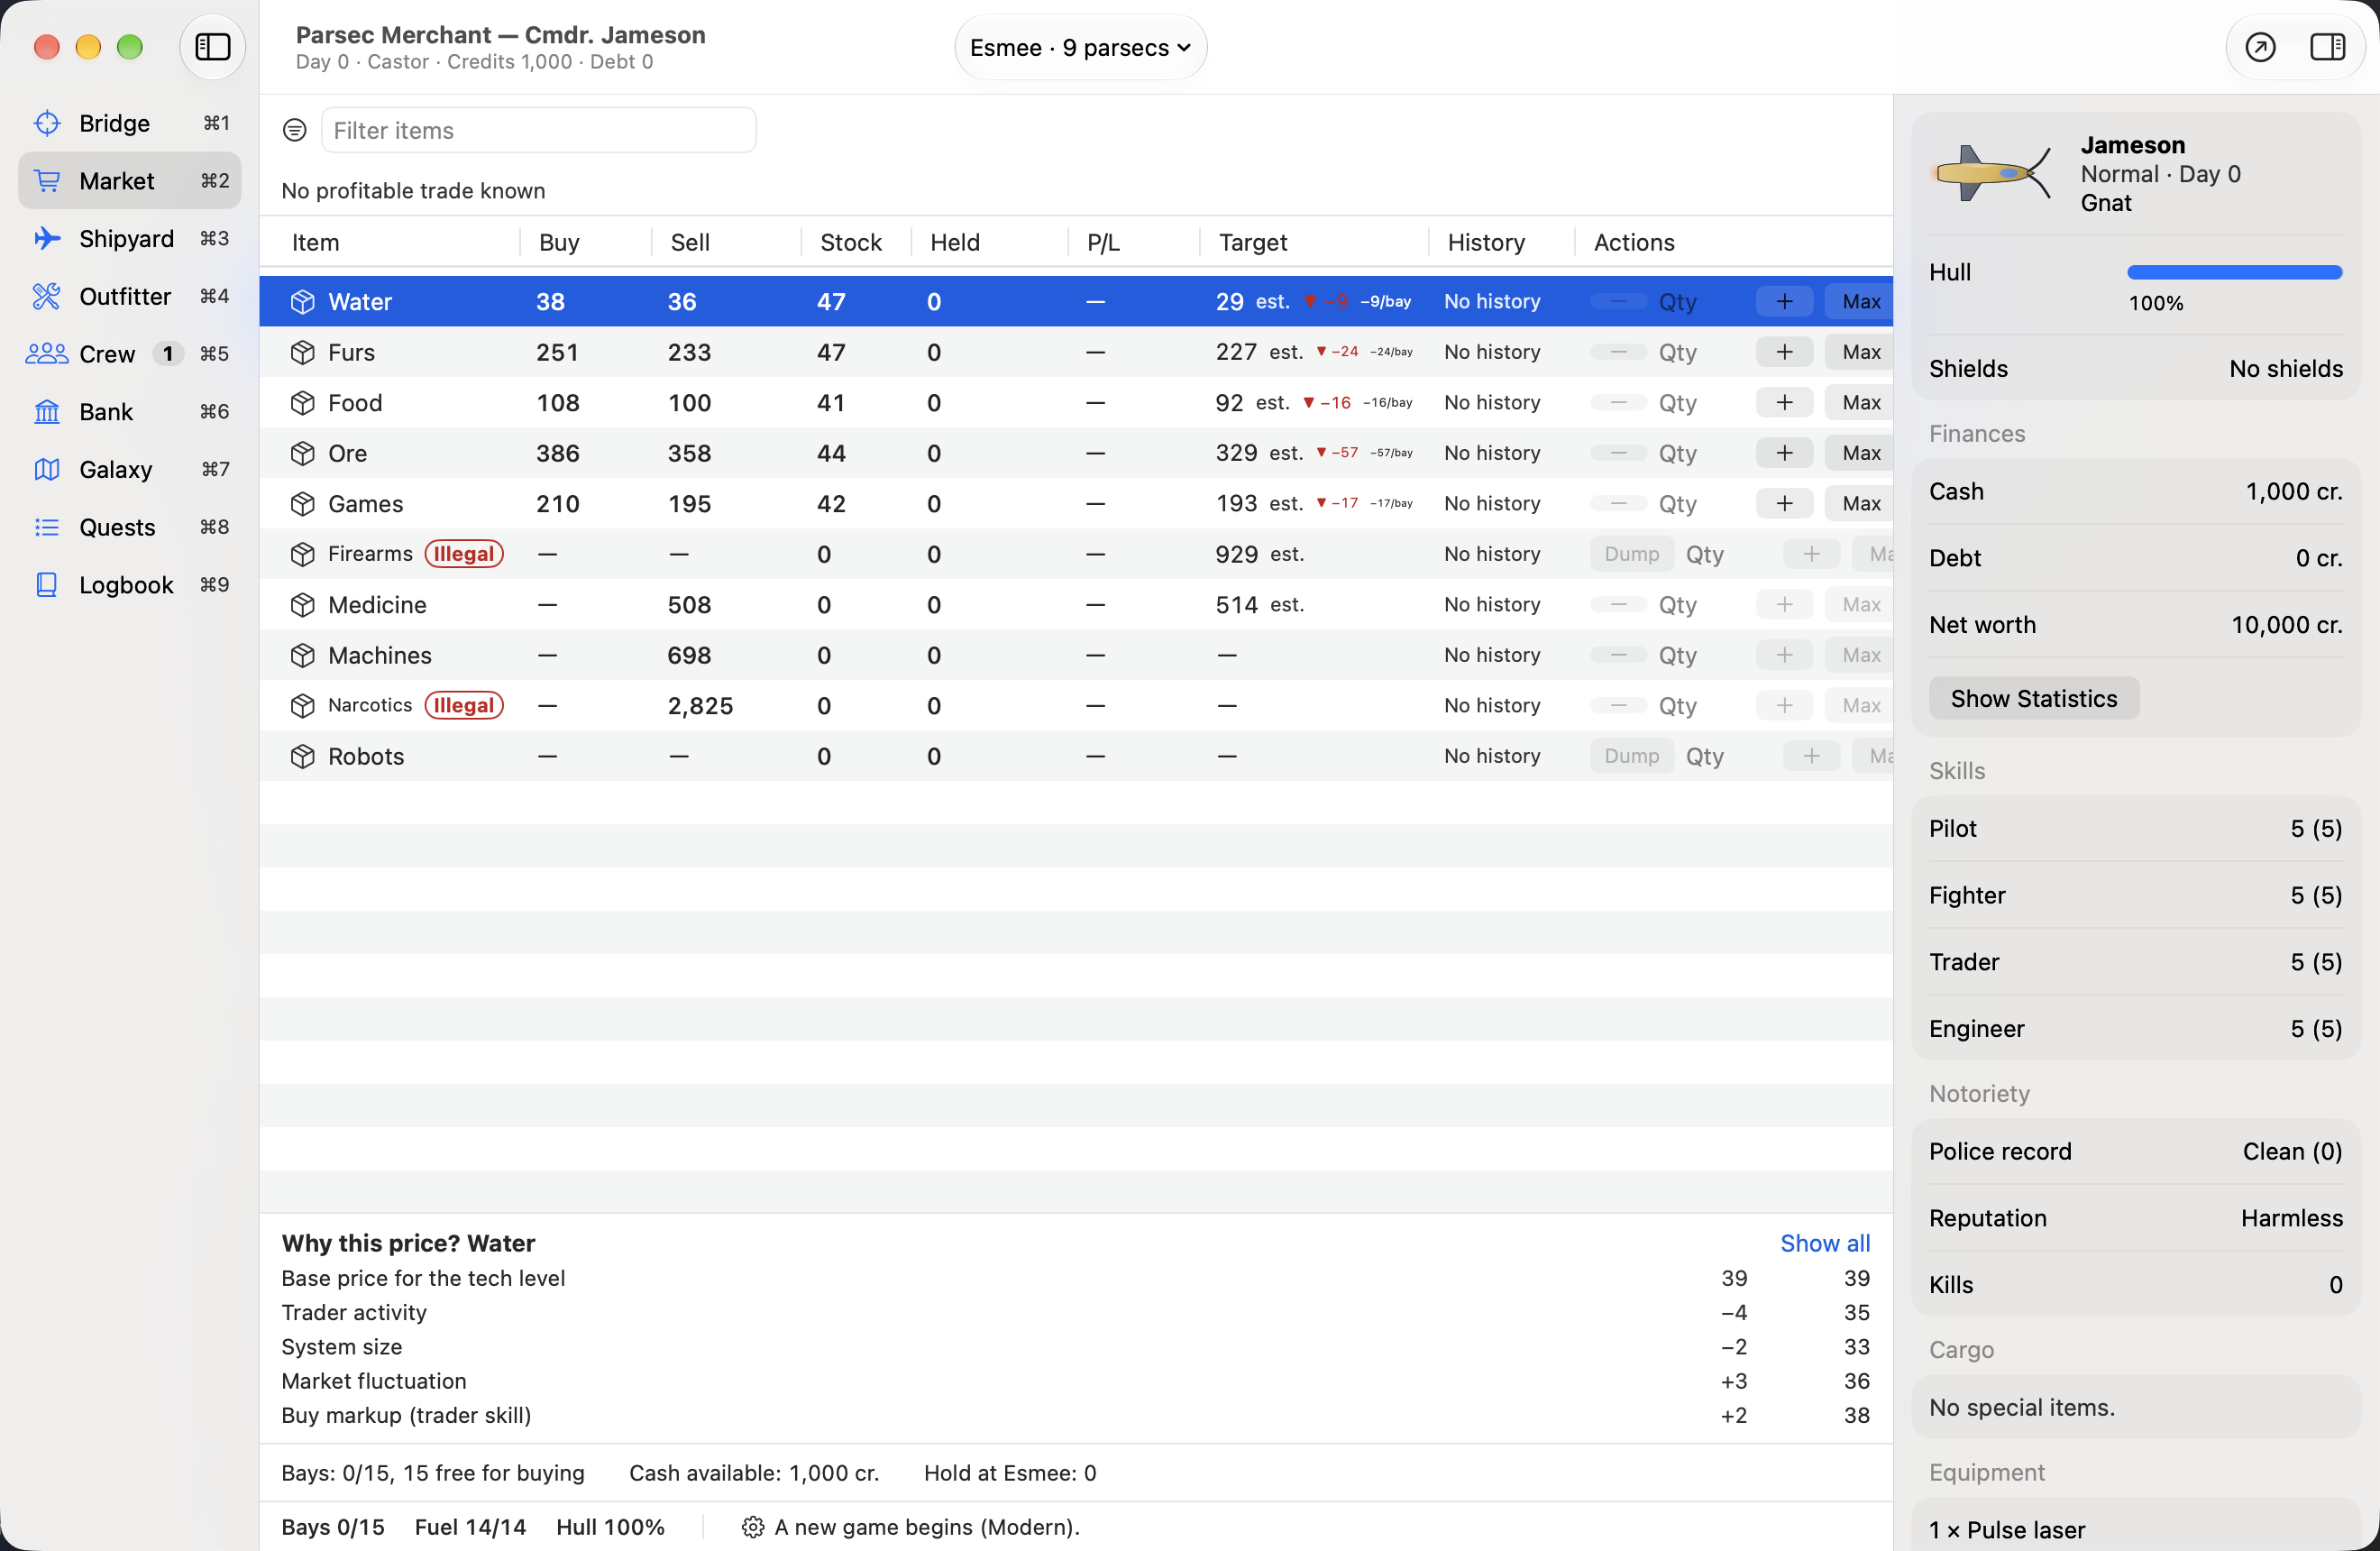 Parsec Merchant — Cmdr. Jameson
Day 0 · Castor · Credits 1,000 · Debt 0
Esmee · 9 parsecs
Bridge ⌘1
Market ⌘2
Shipyard ⌘3
Outfitter ⌘4
Crew 1 ⌘5
Bank ⌘6
Galaxy ⌘7
Quests ⌘8
Logbook ⌘9
Filter items
No profitable trade known
Item Buy Sell Stock Held P/L Target History Actions
Water 38 36 47 0 — 29 est. ▼ −9 −9/bay No history — Qty + Max
Furs 251 233 47 0 — 227 est. ▼ −24 −24/bay No history — Qty + Max
Food 108 100 41 0 — 92 est. ▼ −16 −16/bay No history — Qty + Max
Ore 386 358 44 0 — 329 est. ▼ −57 −57/bay No history — Qty + Max
Games 210 195 42 0 — 193 est. ▼ −17 −17/bay No history — Qty + Max
Firearms Illegal — — 0 0 — 929 est. No history Dump Qty + Ma
Medicine — 508 0 0 — 514 est. No history — Qty + Max
Machines — 698 0 0 — — No history — Qty + Max
Narcotics Illegal — 2,825 0 0 — — No history — Qty + Max
Robots — — 0 0 — — No history Dump Qty + Ma
Why this price? Water Show all
Base price for the tech level 39 39
Trader activity −4 35
System size −2 33
Market fluctuation +3 36
Buy markup (trader skill) +2 38
Bays: 0/15, 15 free for buying Cash available: 1,000 cr. Hold at Esmee: 0
Bays 0/15 Fuel 14/14 Hull 100% A new game begins (Modern).
Jameson
Normal · Day 0
Gnat
Hull
100%
Shields No shields
Finances
Cash 1,000 cr.
Debt 0 cr.
Net worth 10,000 cr.
Show Statistics
Skills
Pilot 5 (5)
Fighter 5 (5)
Trader 5 (5)
Engineer 5 (5)
Notoriety
Police record Clean (0)
Reputation Harmless
Kills 0
Cargo
No special items.
Equipment
1 × Pulse laser